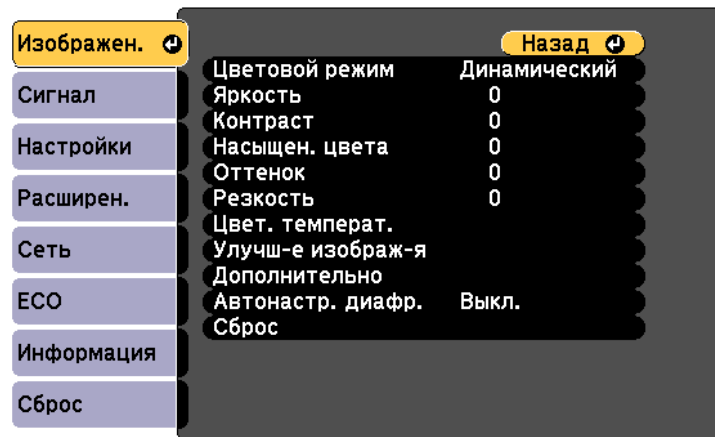 Изображен.
Сигнал
Настройки
Расширен.
Сеть
ECO
Информация
Сброс
Назад
Цветовой режим Динамический
Яркость 0
Контраст 0
Насыщен. цвета 0
Оттенок 0
Резкость 0
Цвет. температ.
Улучш-е изображ-я
Дополнительно
Автонастр. диафр. Выкл.
Сброс